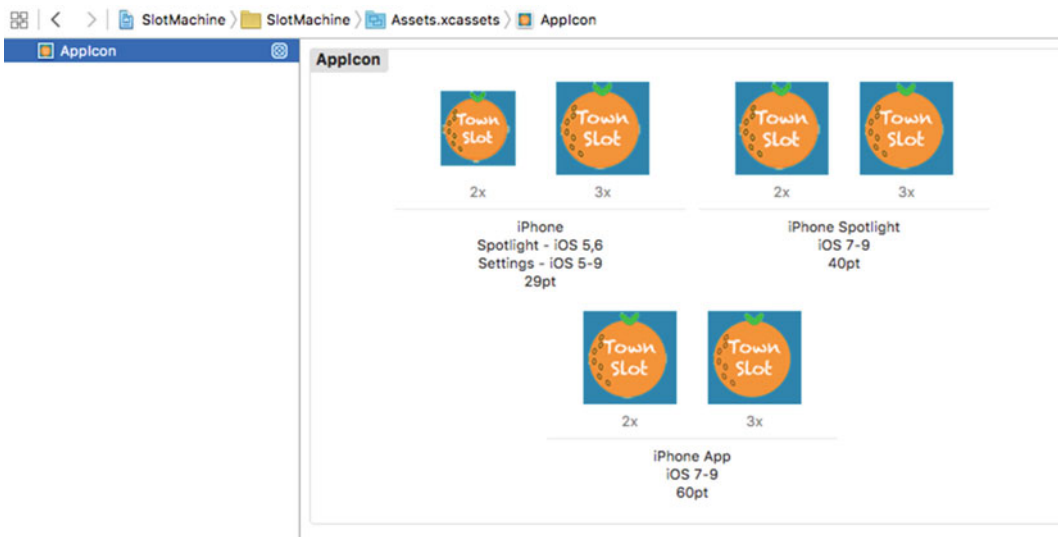 SlotMachine SlotMachine Assets.xcassets AppIcon
AppIcon
AppIcon
Town Slot
Town Slot
Town Slot
Town Slot
2x 3x 2x 3x
iPhone
Spotlight - iOS 5,6
Settings - iOS 5-9
29pt
iPhone Spotlight
iOS 7-9
40pt
Town Slot
Town Slot
2x 3x
iPhone App
iOS 7-9
60pt